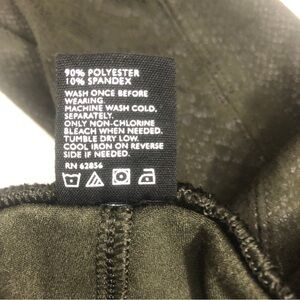 90% POLYESTER
10% SPANDEX
WASH ONCE BEFORE
WEARING.
MACHINE WASH COLD,
SEPARATELY.
ONLY NON-CHLORINE
BLEACH WHEN NEEDED.
TUMBLE DRY LOW.
COOL IRON ON REVERSE
SIDE IF NEEDED.
RN 62856